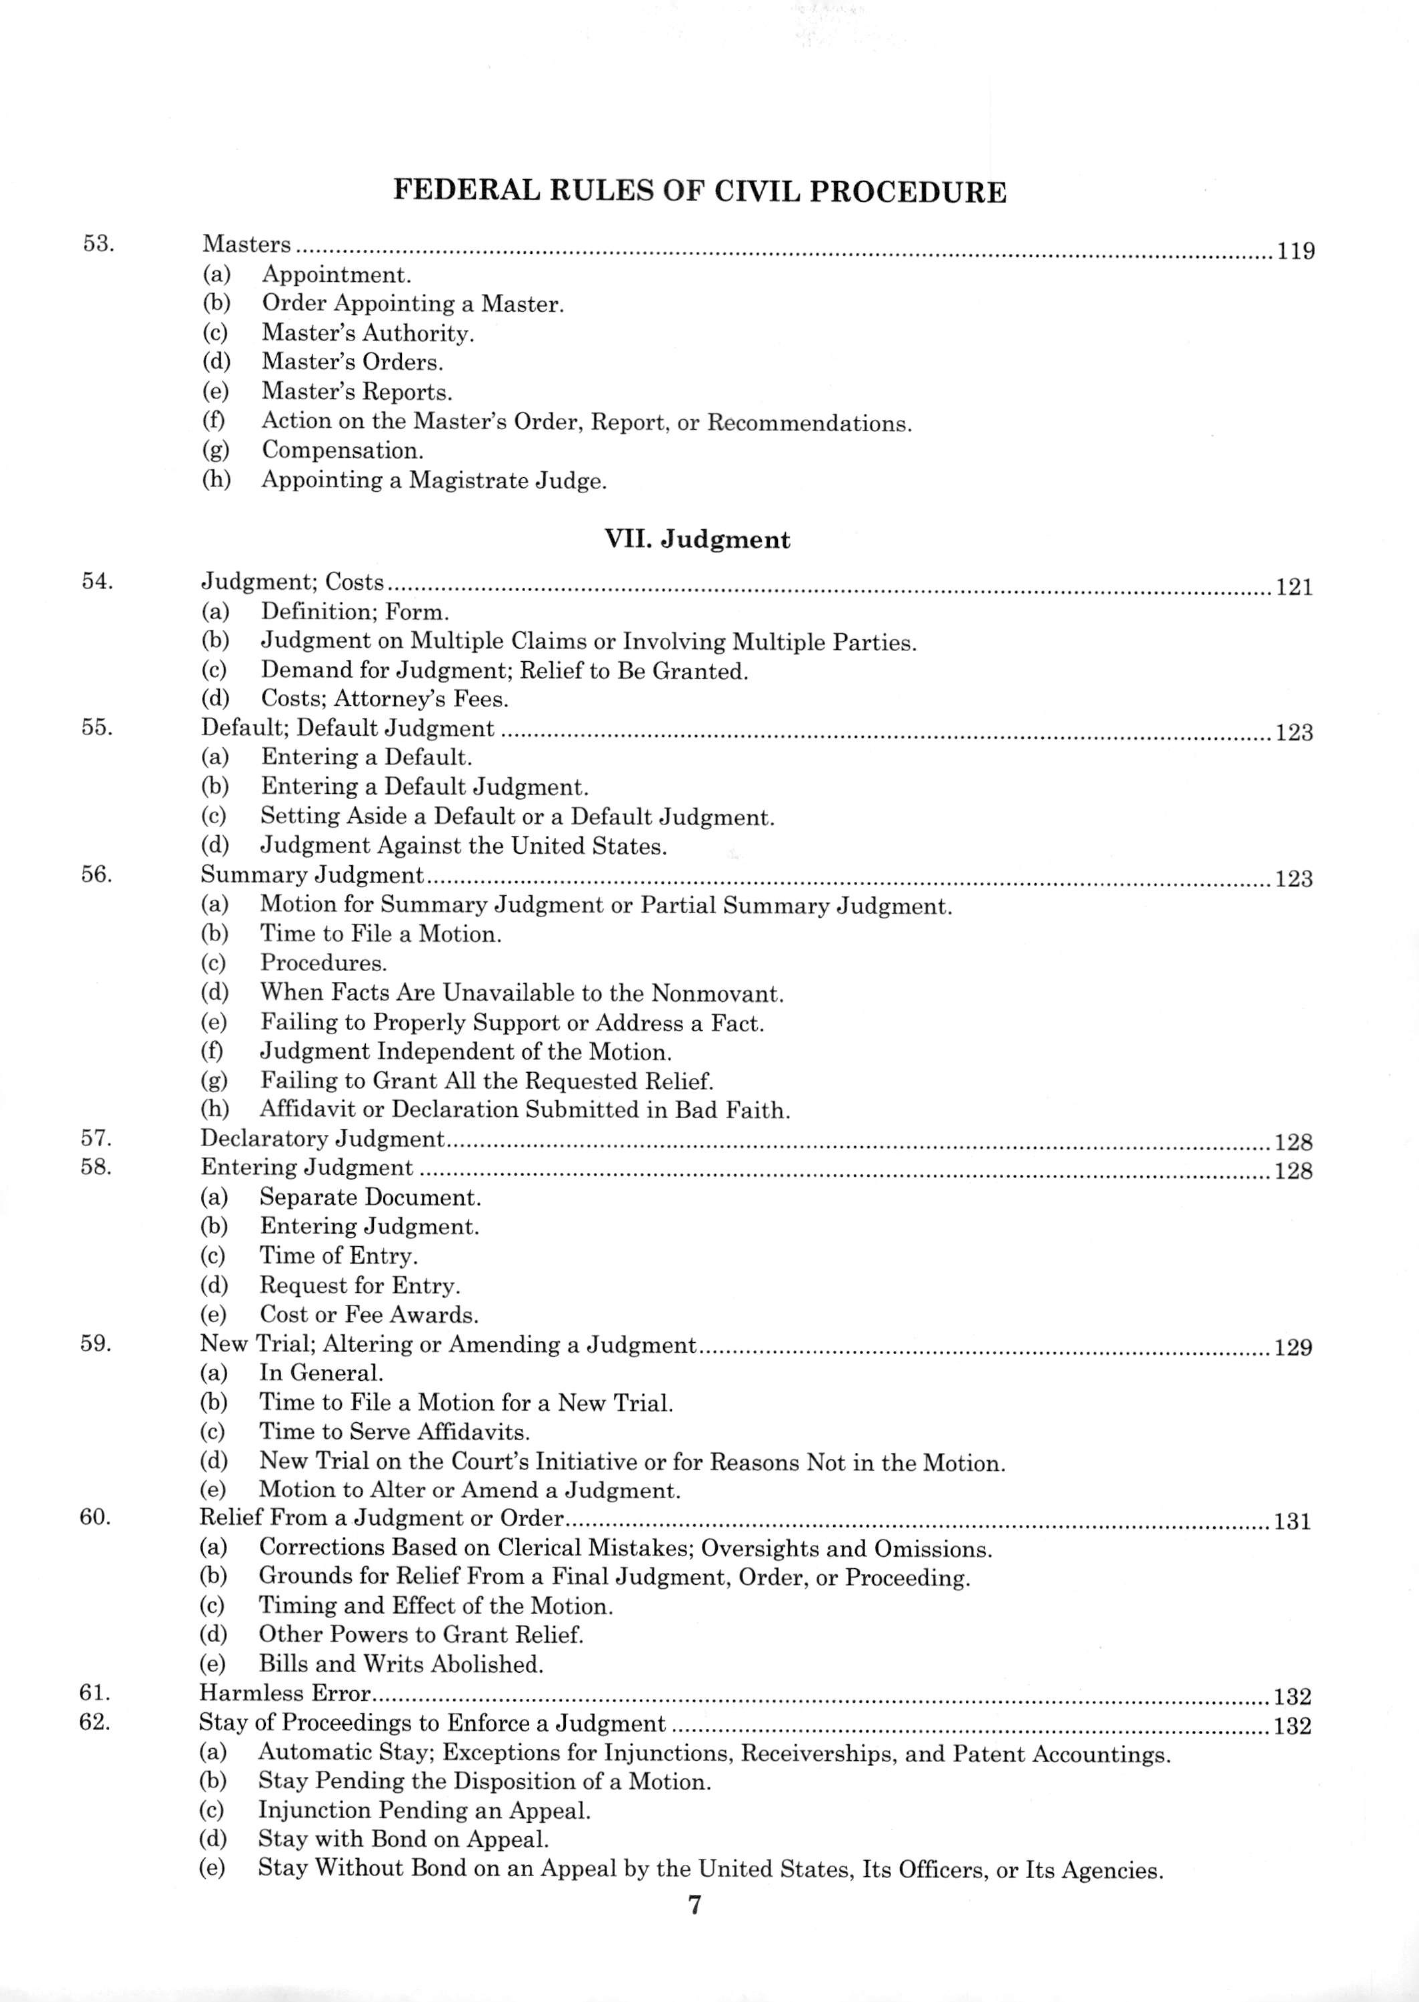 FEDERAL RULES OF CIVIL PROCEDURE
53. Masters 119
(a) Appointment.
(b) Order Appointing a Master.
(c) Master's Authority.
(d) Master's Orders.
(e) Master's Reports.
(f) Action on the Master's Order, Report, or Recommendations.
(g) Compensation.
(h) Appointing a Magistrate Judge.
VII. Judgment
54. Judgment; Costs 121
(a) Definition; Form.
(b) Judgment on Multiple Claims or Involving Multiple Parties.
(c) Demand for Judgment; Relief to Be Granted.
(d) Costs; Attorney's Fees.
55. Default; Default Judgment 123
(a) Entering a Default.
(b) Entering a Default Judgment.
(c) Setting Aside a Default or a Default Judgment.
(d) Judgment Against the United States.
56. Summary Judgment 123
(a) Motion for Summary Judgment or Partial Summary Judgment.
(b) Time to File a Motion.
(c) Procedures.
(d) When Facts Are Unavailable to the Nonmovant.
(e) Failing to Properly Support or Address a Fact.
(f) Judgment Independent of the Motion.
(g) Failing to Grant All the Requested Relief.
(h) Affidavit or Declaration Submitted in Bad Faith.
57. Declaratory Judgment 128
58. Entering Judgment 128
(a) Separate Document.
(b) Entering Judgment.
(c) Time of Entry.
(d) Request for Entry.
(e) Cost or Fee Awards.
59. New Trial; Altering or Amending a Judgment 129
(a) In General.
(b) Time to File a Motion for a New Trial.
(c) Time to Serve Affidavits.
(d) New Trial on the Court's Initiative or for Reasons Not in the Motion.
(e) Motion to Alter or Amend a Judgment.
60. Relief From a Judgment or Order 131
(a) Corrections Based on Clerical Mistakes; Oversights and Omissions.
(b) Grounds for Relief From a Final Judgment, Order, or Proceeding.
(c) Timing and Effect of the Motion.
(d) Other Powers to Grant Relief.
(e) Bills and Writs Abolished.
61. Harmless Error 132
62. Stay of Proceedings to Enforce a Judgment 132
(a) Automatic Stay; Exceptions for Injunctions, Receiverships, and Patent Accountings.
(b) Stay Pending the Disposition of a Motion.
(c) Injunction Pending an Appeal.
(d) Stay with Bond on Appeal.
(e) Stay Without Bond on an Appeal by the United States, Its Officers, or Its Agencies.
7